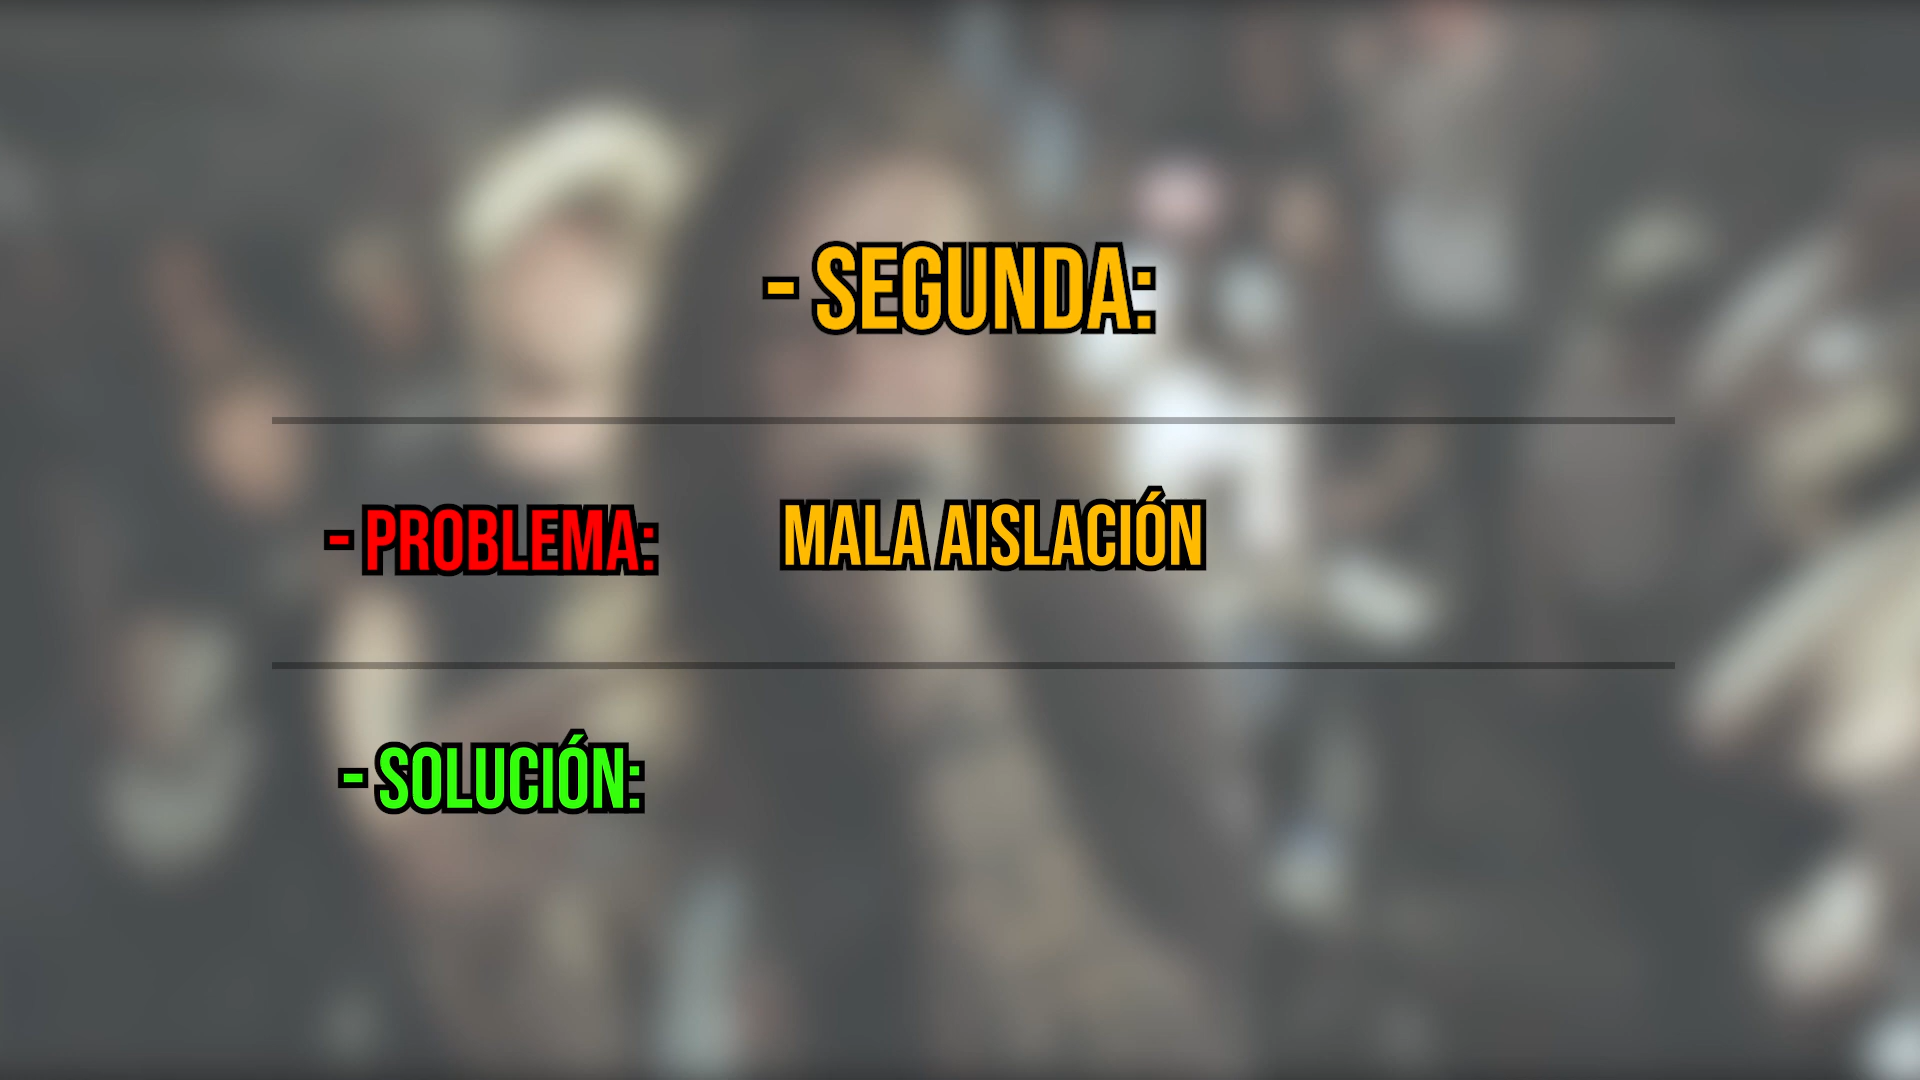 - SEGUNDA:
- PROBLEMA: MALA AISLACIÓN
- SOLUCIÓN: